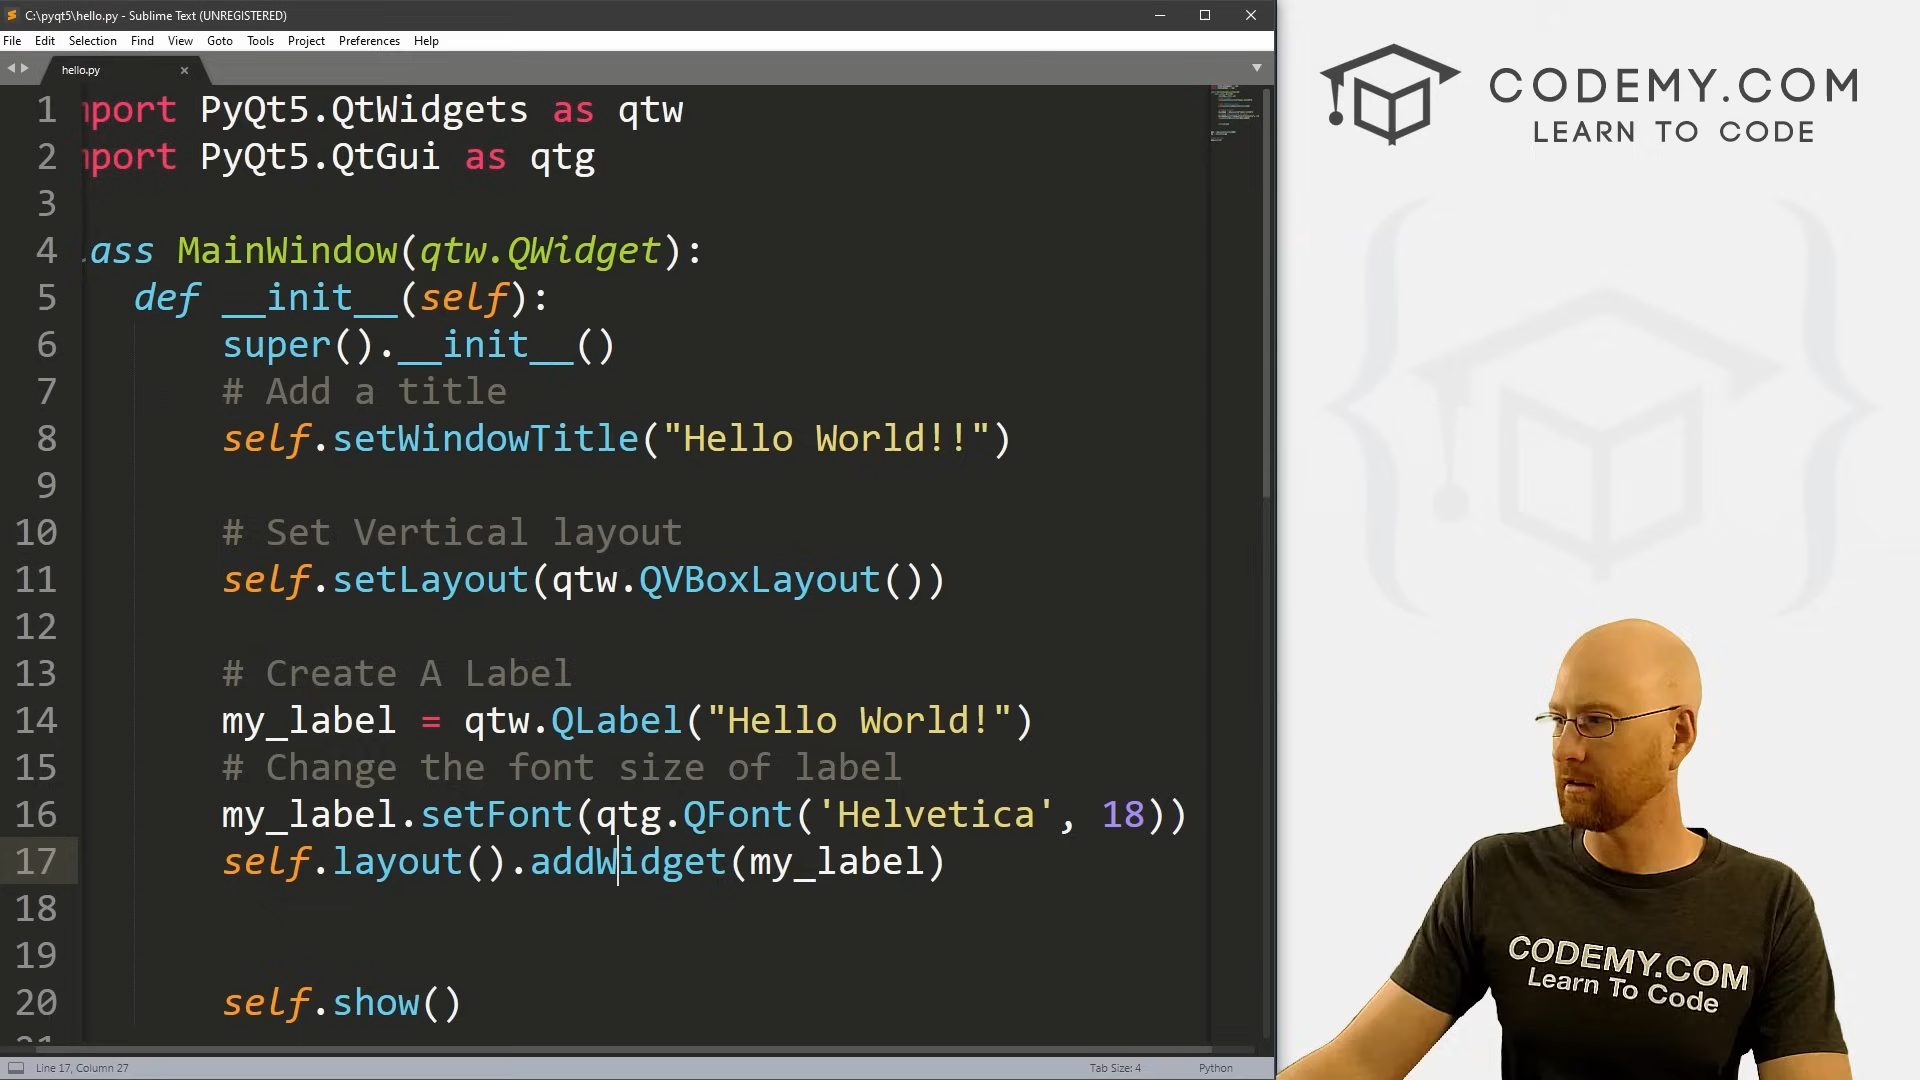 C:\pyqt5\hello.py - Sublime Text (UNREGISTERED)
File Edit Selection Find View Goto Tools Project Preferences Help
hello.py
1 mport PyQt5.QtWidgets as qtw
2 mport PyQt5.QtGui as qtg
3
4 ass MainWindow(qtw.QWidget):
5 def __init__(self):
6 super().__init__()
7 # Add a title
8 self.setWindowTitle("Hello World!!")
9
10 # Set Vertical layout
11 self.setLayout(qtw.QVBoxLayout())
12
13 # Create A Label
14 my_label = qtw.QLabel("Hello World!")
15 # Change the font size of label
16 my_label.setFont(qtg.QFont('Helvetica', 18))
17 self.layout().addWidget(my_label)
18
19
20 self.show()
21
Line 17, Column 27 Tab Size: 4 Python
CODEMY.COM
LEARN TO CODE
CODEMY.COM
Learn To Code